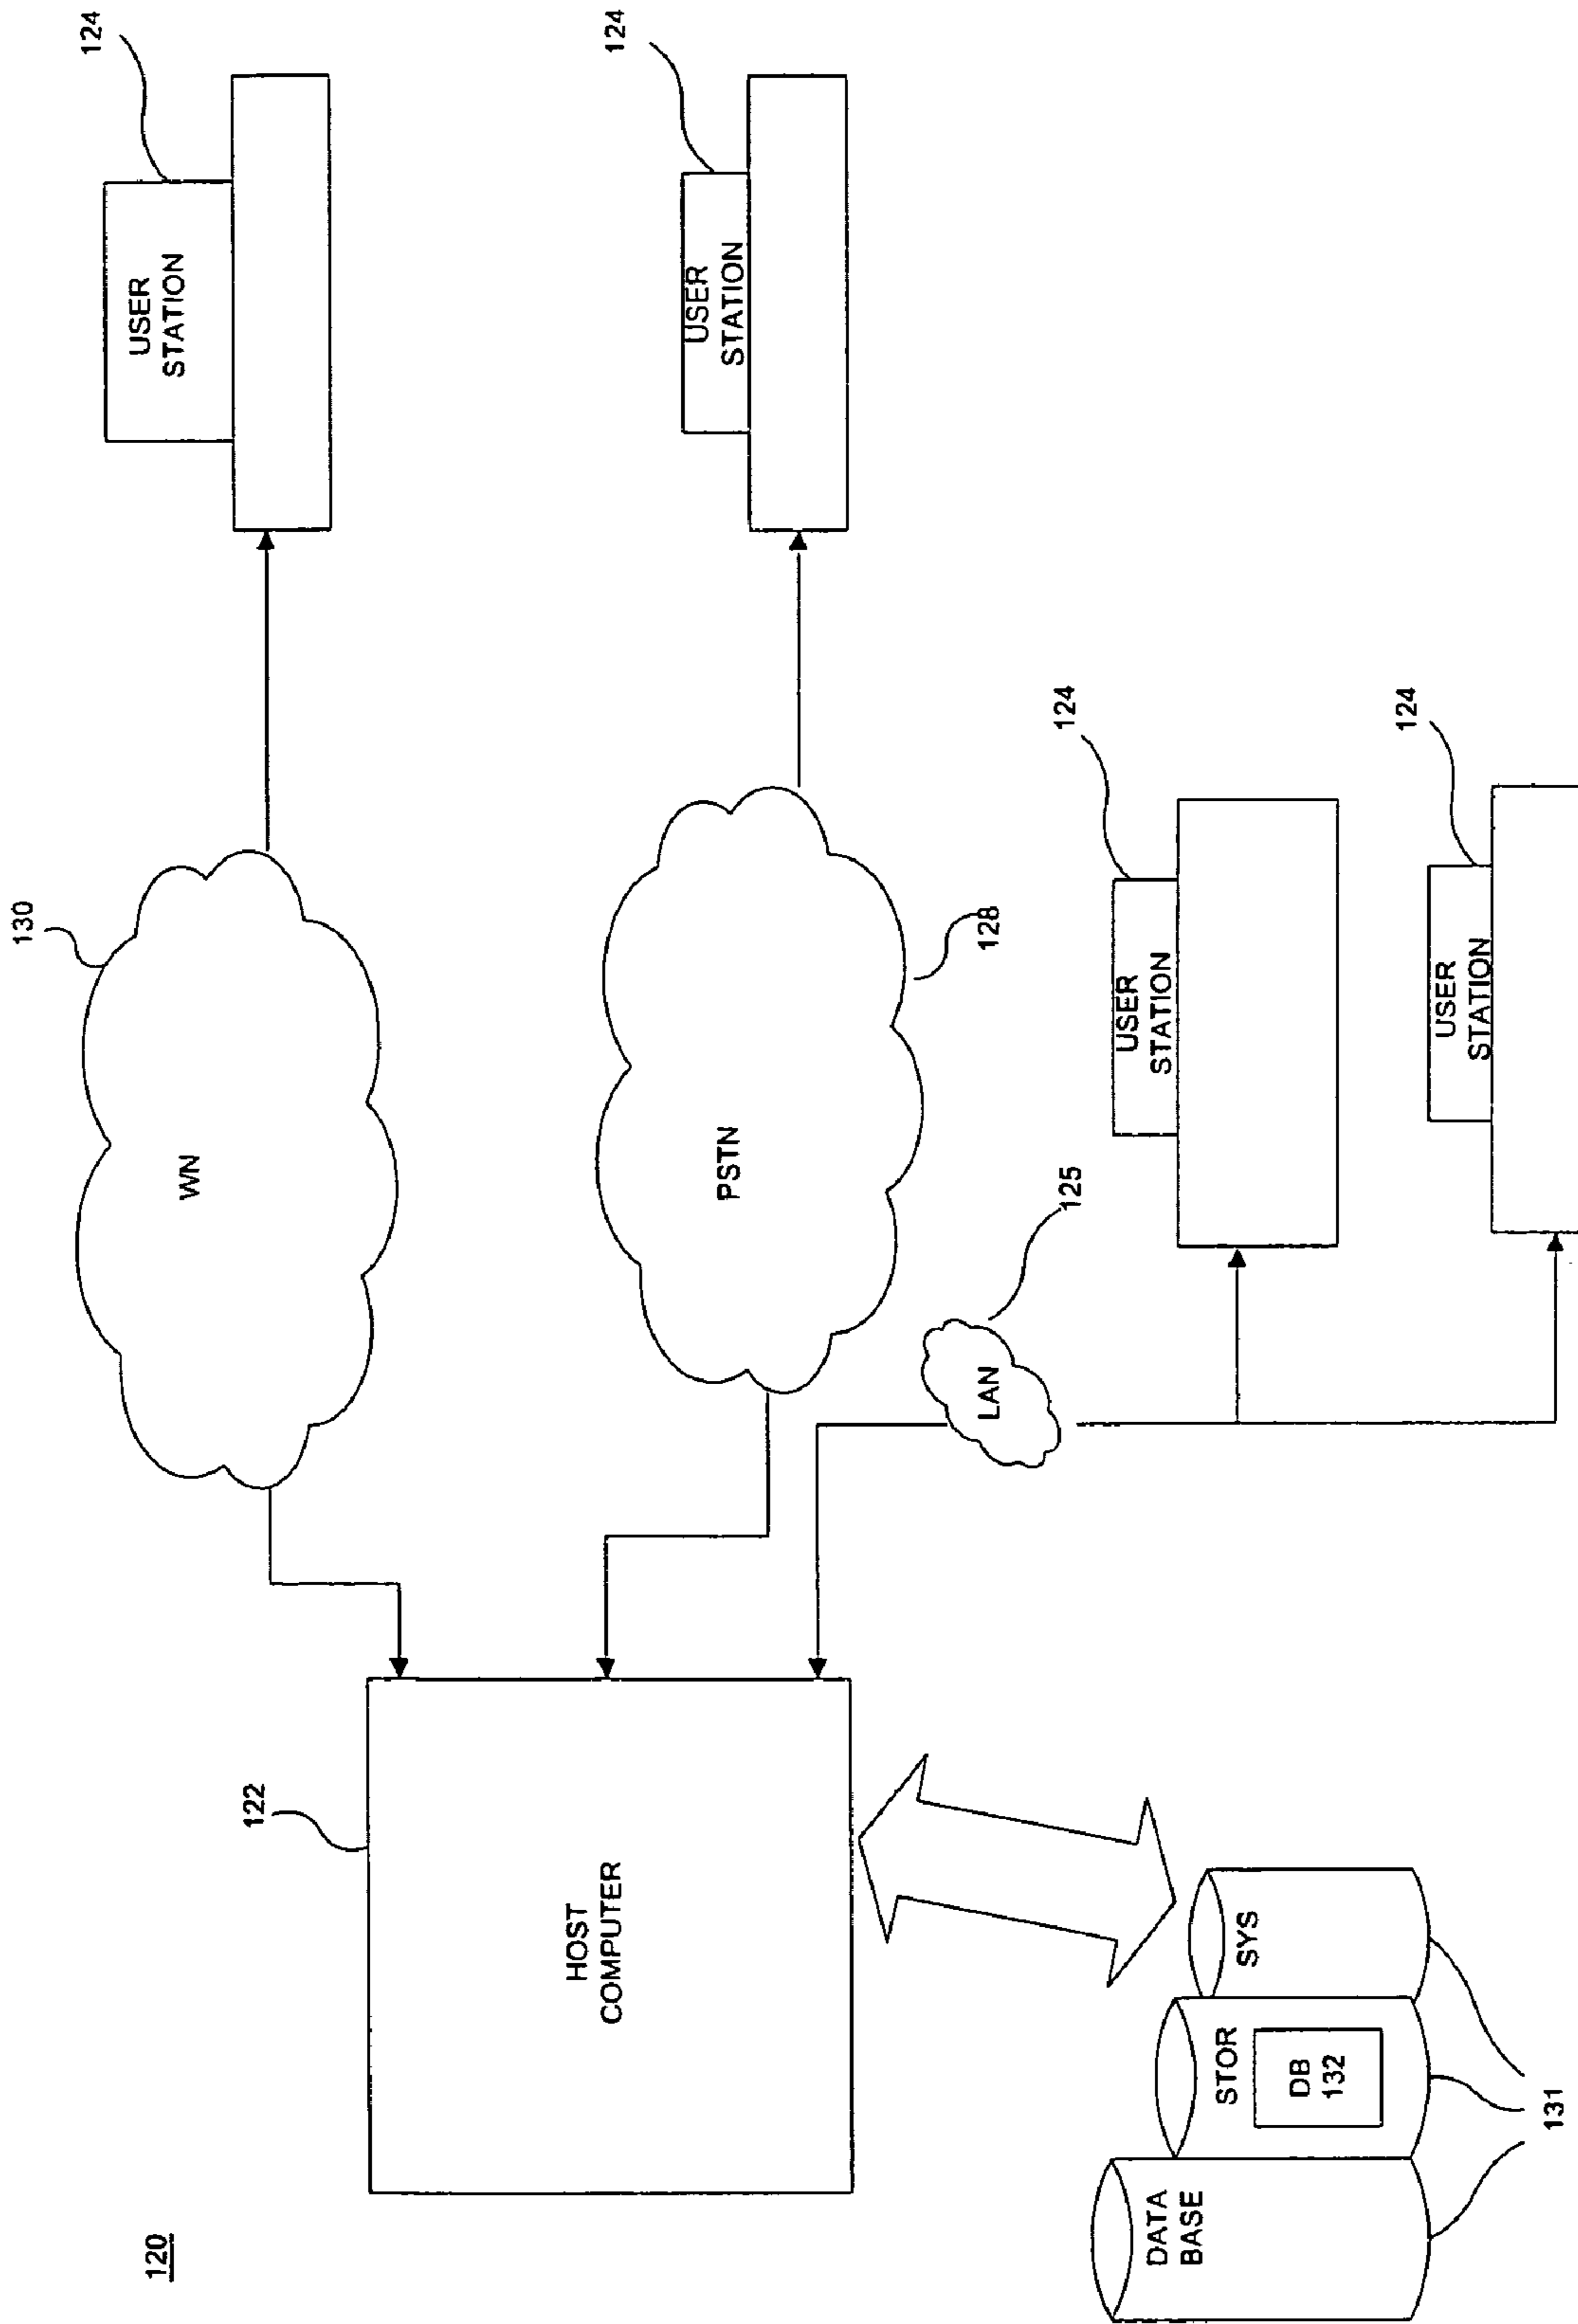 120
122
HOST
COMPUTER
130
WN
USER
STATION
124
PSTN
128
USER
STATION
124
LAN
125
USER
STATION
124
USER
STATION
124
DATA
BASE
STOR
DB
132
SYS
131